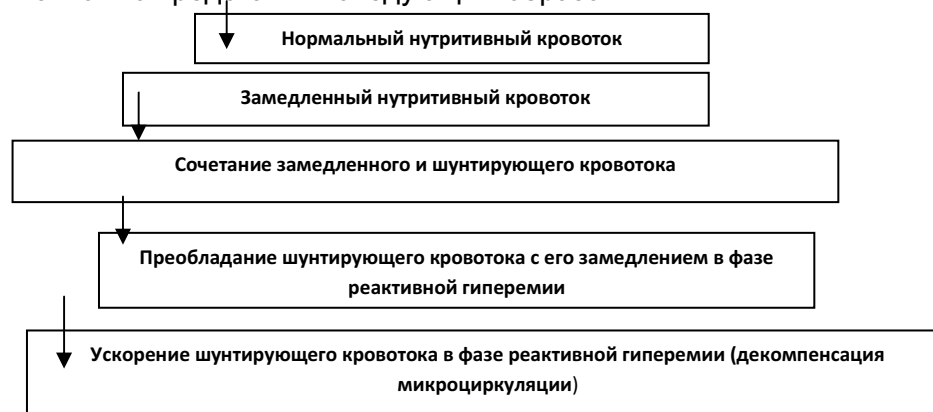 Нормальный нутритивный кровоток
Замедленный нутритивный кровоток
Сочетание замедленного и шунтирующего кровотока
Преобладание шунтирующего кровотока с его замедлением в фазе
реактивной гиперемии
Ускорение шунтирующего кровотока в фазе реактивной гиперемии (декомпенсация
микроциркуляции)